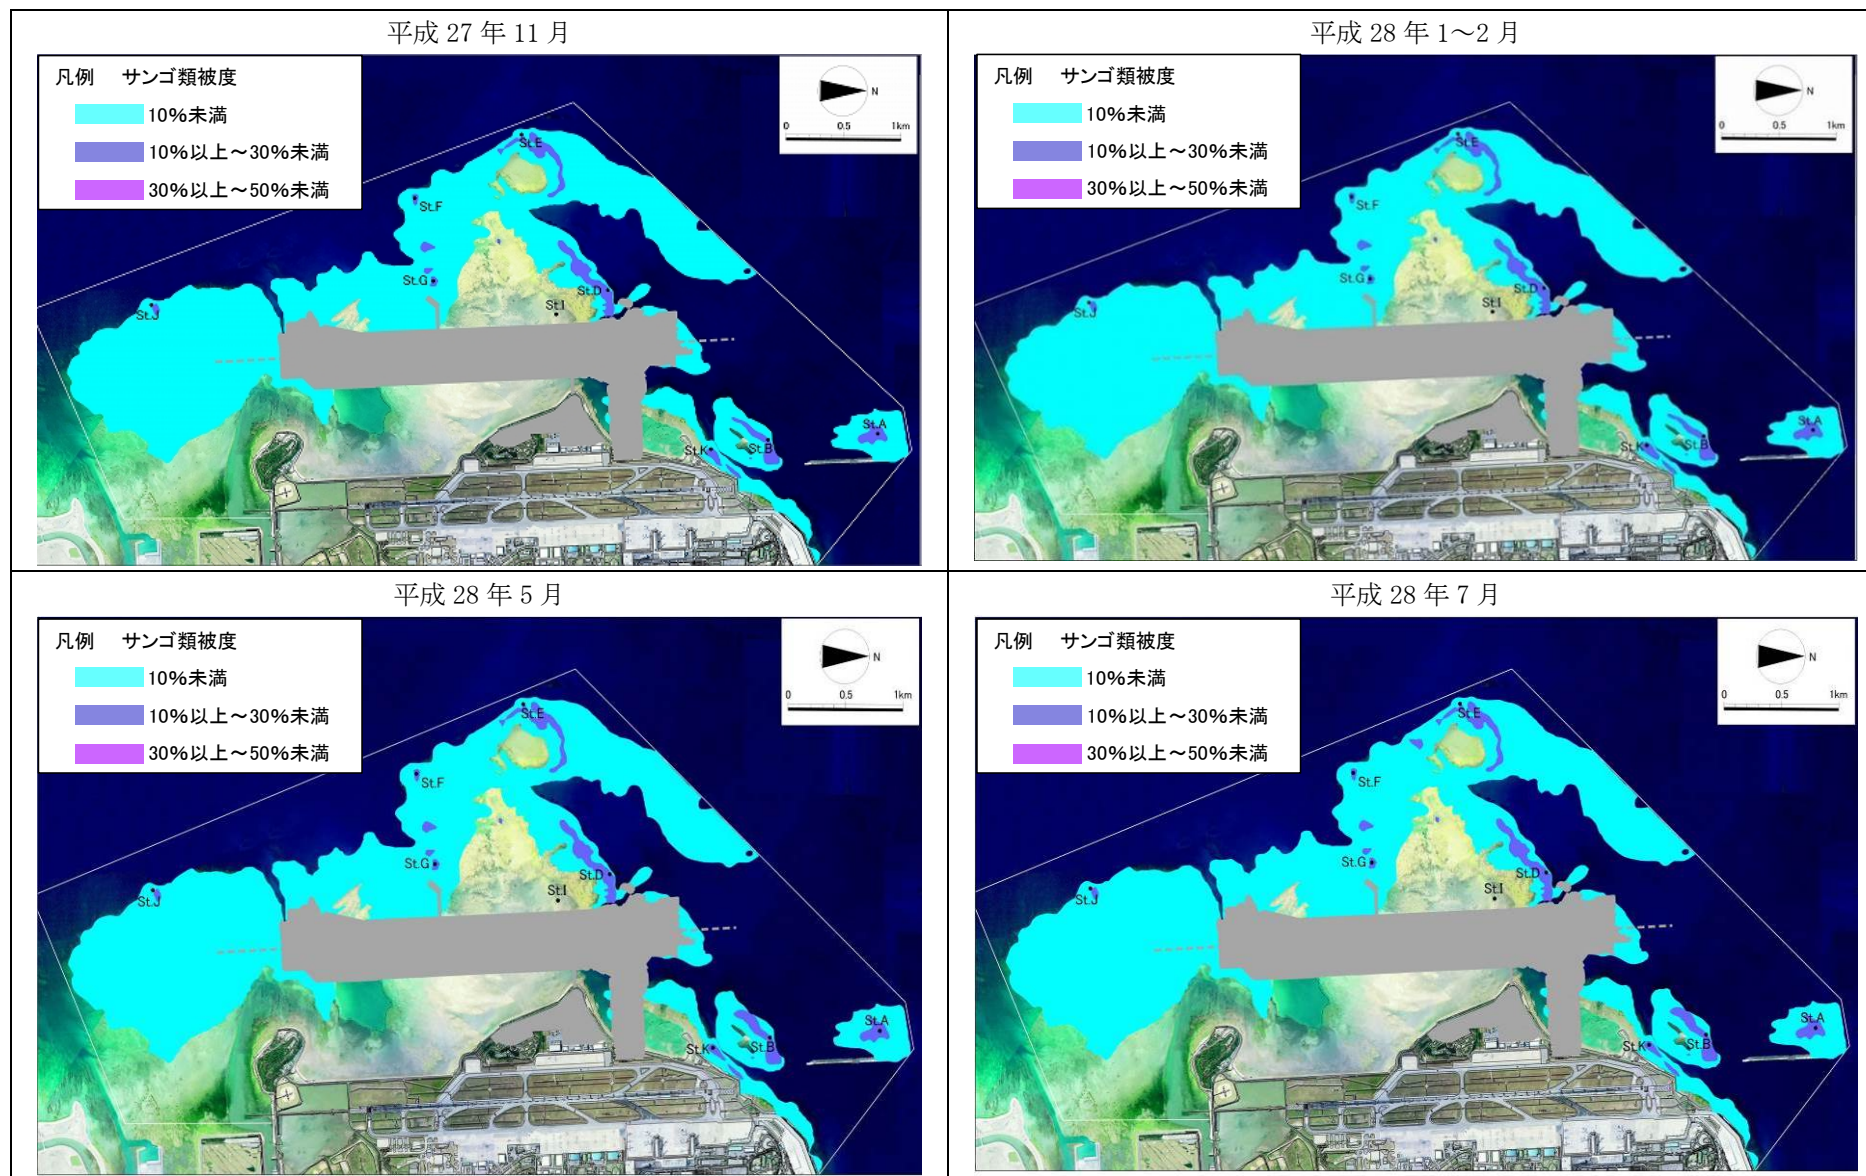 平成 27 年 11 月
凡例 サンゴ類被度
10%未満
10%以上～30%未満
30%以上～50%未満
N
0 0.5 1km
St.E
St.F
St.G
St.D
St.I
St.J
St.A
St.B
St.K
平成 28 年 1～2 月
凡例 サンゴ類被度
10%未満
10%以上～30%未満
30%以上～50%未満
N
0 0.5 1km
St.E
St.F
St.G
St.D
St.I
St.J
St.A
St.B
St.K
平成 28 年 5 月
凡例 サンゴ類被度
10%未満
10%以上～30%未満
30%以上～50%未満
N
0 0.5 1km
St.E
St.F
St.G
St.D
St.I
St.J
St.A
St.B
St.K
平成 28 年 7 月
凡例 サンゴ類被度
10%未満
10%以上～30%未満
30%以上～50%未満
N
0 0.5 1km
St.E
St.F
St.G
St.D
St.I
St.J
St.A
St.B
St.K